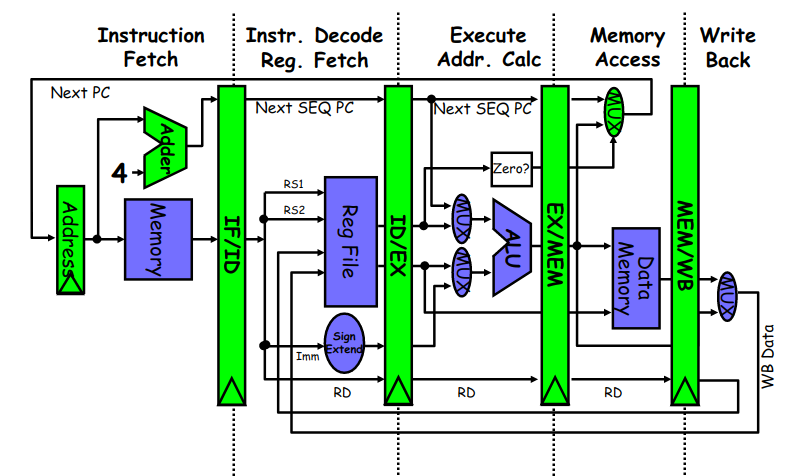 Instruction
Fetch
Instr. Decode
Reg. Fetch
Execute
Addr. Calc
Memory
Access
Write
Back
Next PC
Next SEQ PC
Next SEQ PC
MUX
Adder
4
Zero?
RS1
RS2
Address
Memory
IF/ID
Reg File
ID/EX
MUX
MUX
ALU
EX/MEM
Data
Memory
MEM/WB
MUX
Sign
Extend
Imm
WB Data
RD
RD
RD